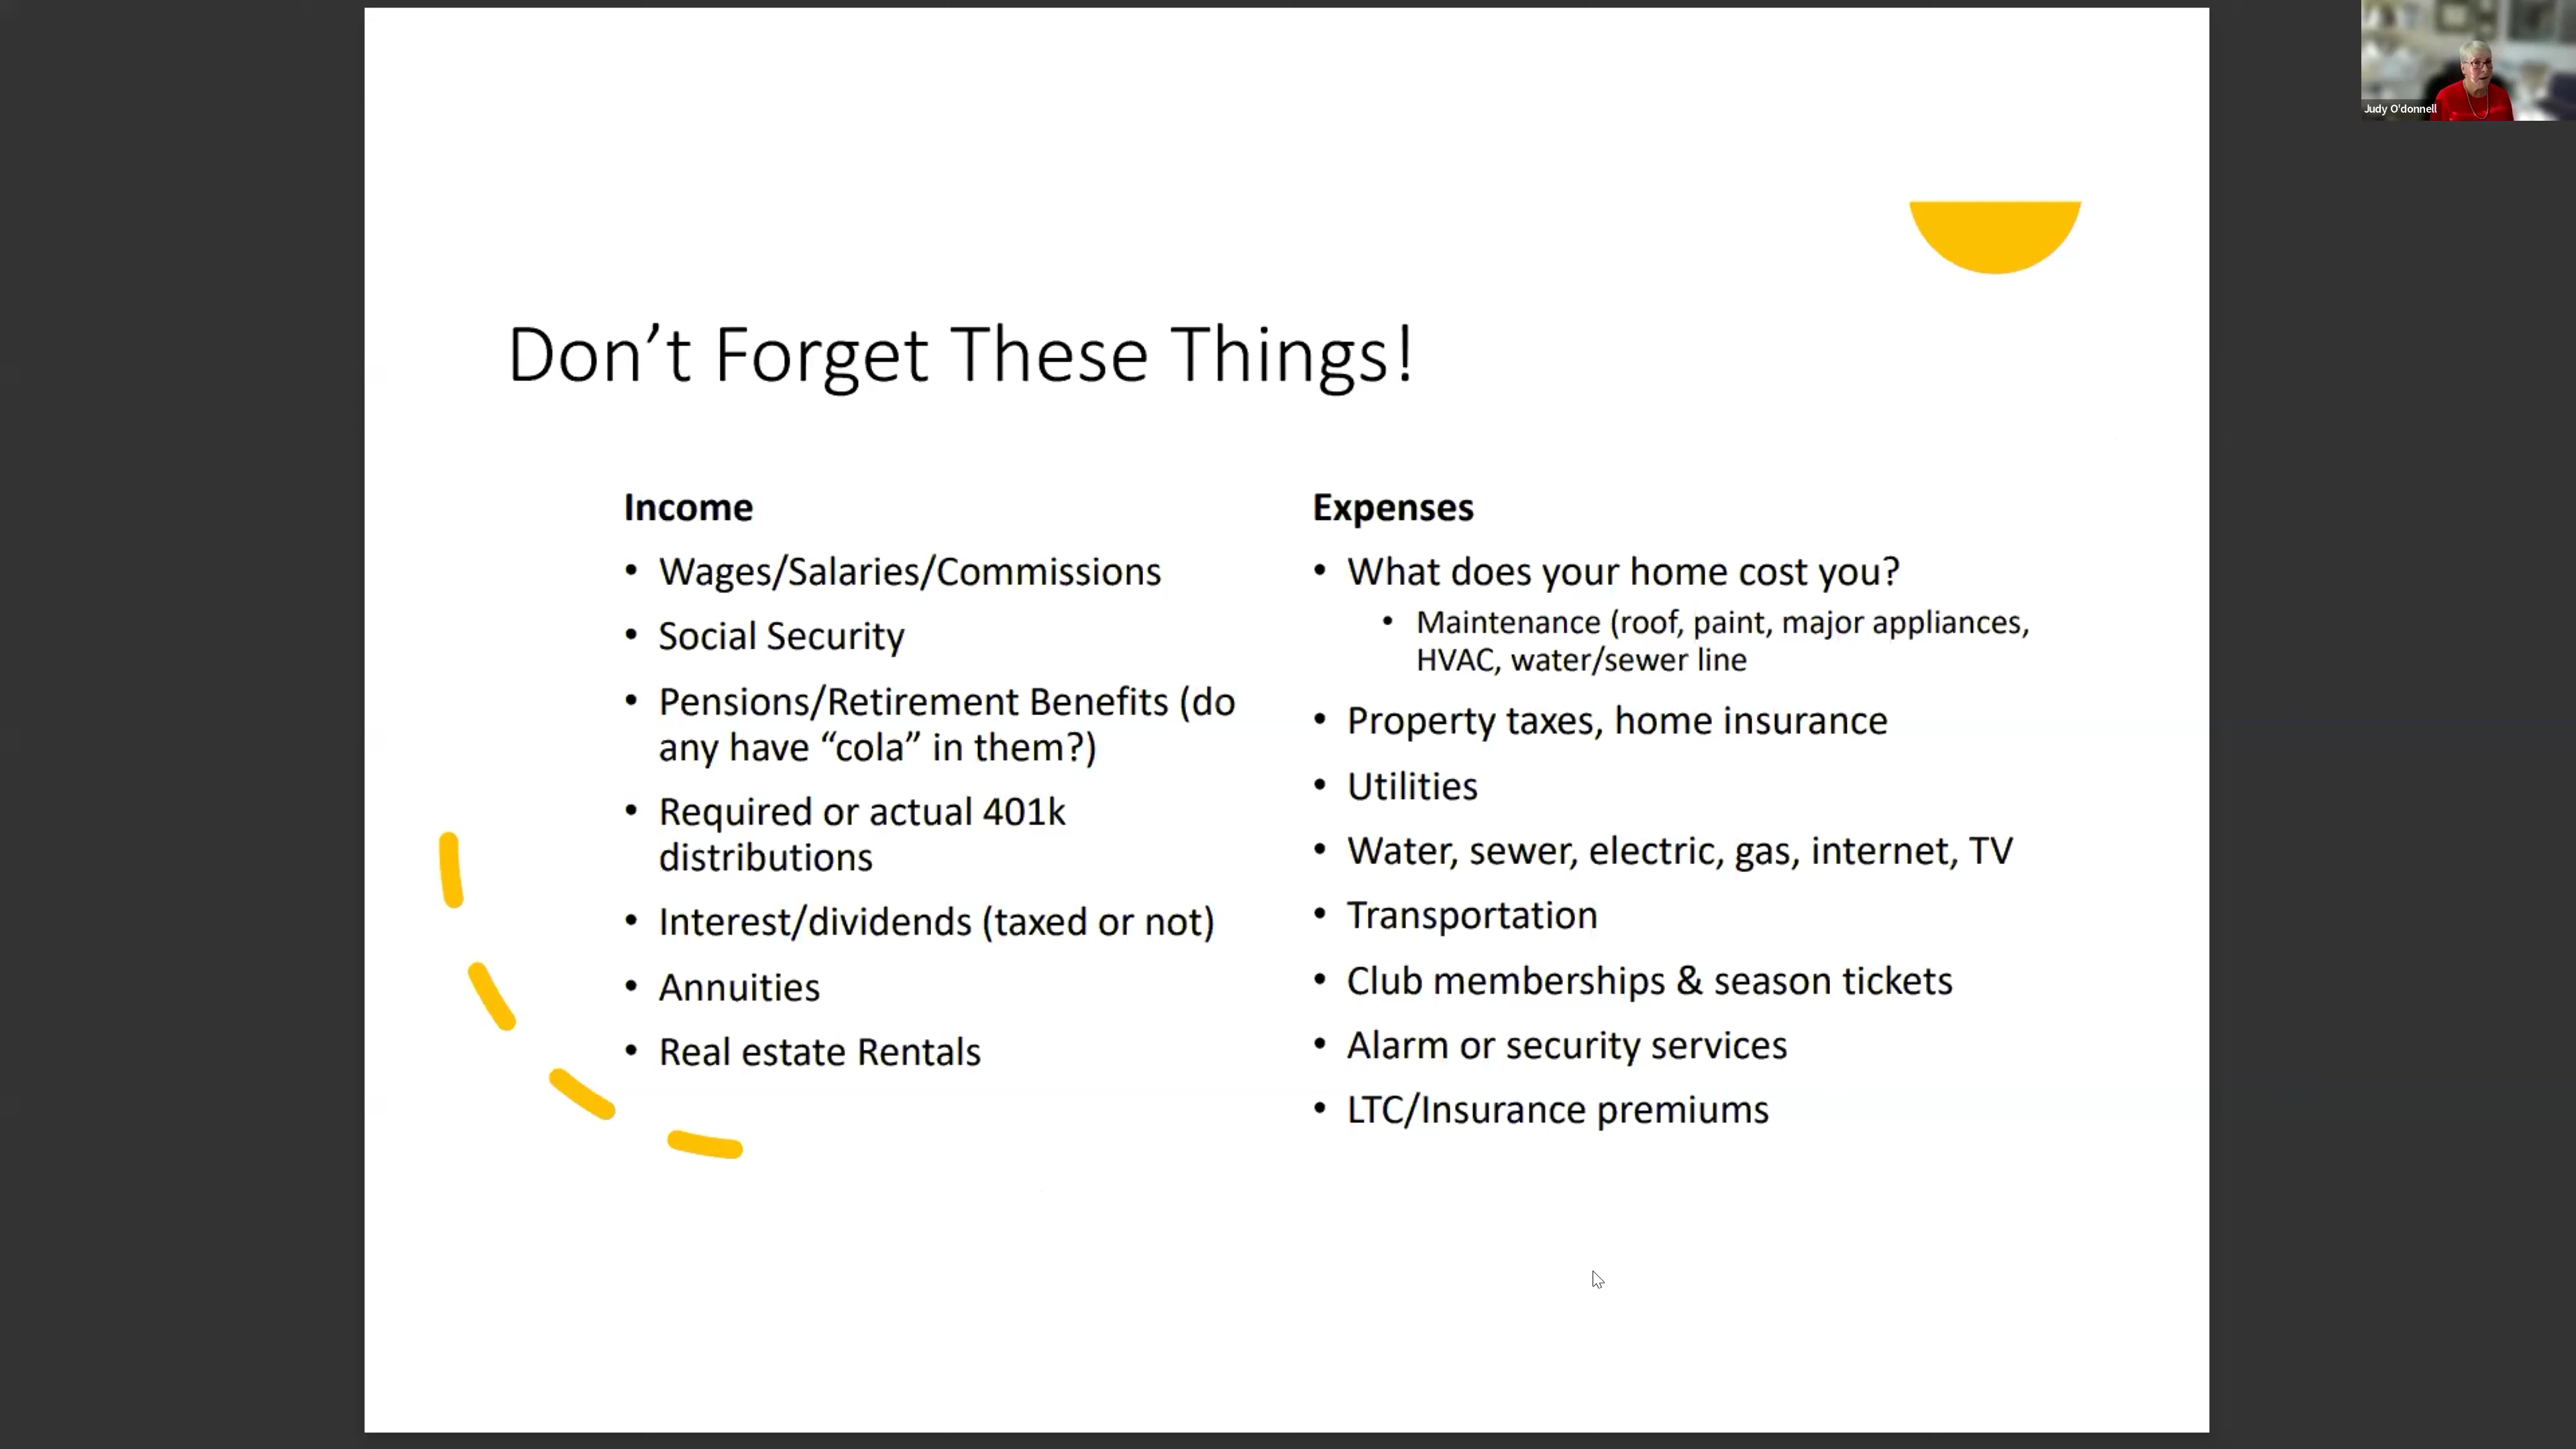 Judy O'donnell
Don’t Forget These Things!
Income
• Wages/Salaries/Commissions
• Social Security
• Pensions/Retirement Benefits (do
any have “cola” in them?)
• Required or actual 401k
distributions
• Interest/dividends (taxed or not)
• Annuities
• Real estate Rentals
Expenses
• What does your home cost you?
• Maintenance (roof, paint, major appliances,
HVAC, water/sewer line
• Property taxes, home insurance
• Utilities
• Water, sewer, electric, gas, internet, TV
• Transportation
• Club memberships & season tickets
• Alarm or security services
• LTC/Insurance premiums